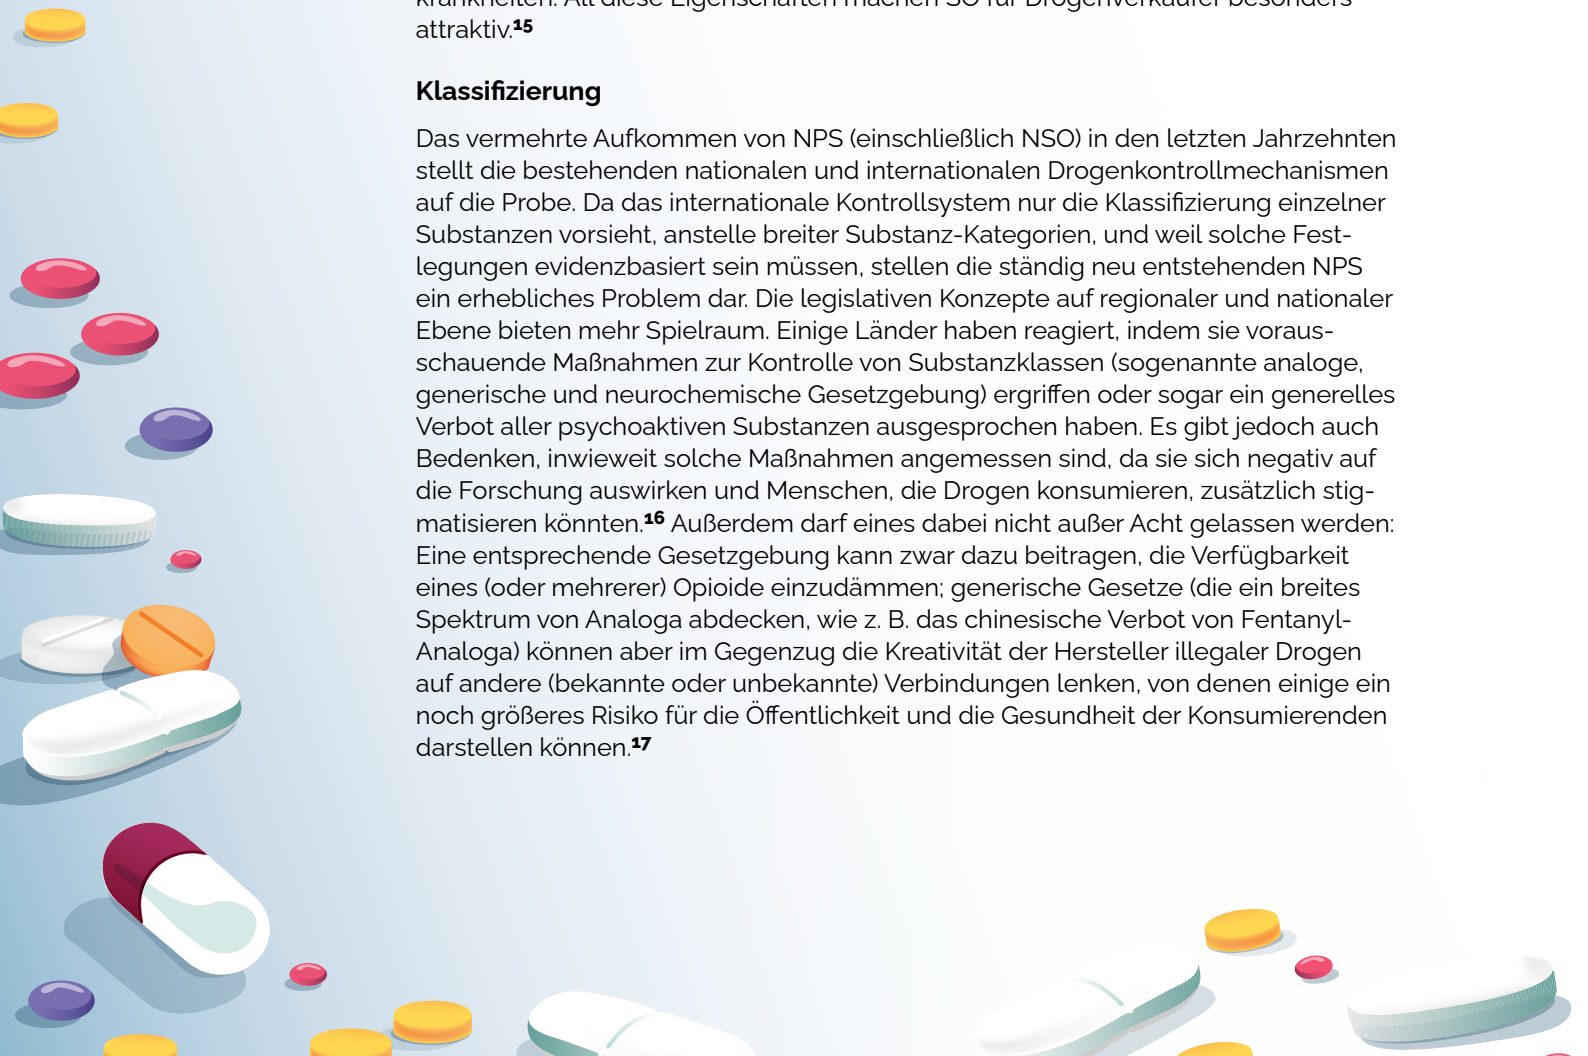 krankheiten. All diese Eigenschaften machen SO für Drogenverkäufer besonders
attraktiv.15
Klassifizierung
Das vermehrte Aufkommen von NPS (einschließlich NSO) in den letzten Jahrzehnten
stellt die bestehenden nationalen und internationalen Drogenkontrollmechanismen
auf die Probe. Da das internationale Kontrollsystem nur die Klassifizierung einzelner
Substanzen vorsieht, anstelle breiter Substanz-Kategorien, und weil solche Fest-
legungen evidenzbasiert sein müssen, stellen die ständig neu entstehenden NPS
ein erhebliches Problem dar. Die legislativen Konzepte auf regionaler und nationaler
Ebene bieten mehr Spielraum. Einige Länder haben reagiert, indem sie voraus-
schauende Maßnahmen zur Kontrolle von Substanzklassen (sogenannte analoge,
generische und neurochemische Gesetzgebung) ergriffen oder sogar ein generelles
Verbot aller psychoaktiven Substanzen ausgesprochen haben. Es gibt jedoch auch
Bedenken, inwieweit solche Maßnahmen angemessen sind, da sie sich negativ auf
die Forschung auswirken und Menschen, die Drogen konsumieren, zusätzlich stig-
matisieren könnten.16 Außerdem darf eines dabei nicht außer Acht gelassen werden:
Eine entsprechende Gesetzgebung kann zwar dazu beitragen, die Verfügbarkeit
eines (oder mehrerer) Opioide einzudämmen; generische Gesetze (die ein breites
Spektrum von Analoga abdecken, wie z. B. das chinesische Verbot von Fentanyl-
Analoga) können aber im Gegenzug die Kreativität der Hersteller illegaler Drogen
auf andere (bekannte oder unbekannte) Verbindungen lenken, von denen einige ein
noch größeres Risiko für die Öffentlichkeit und die Gesundheit der Konsumierenden
darstellen können.17